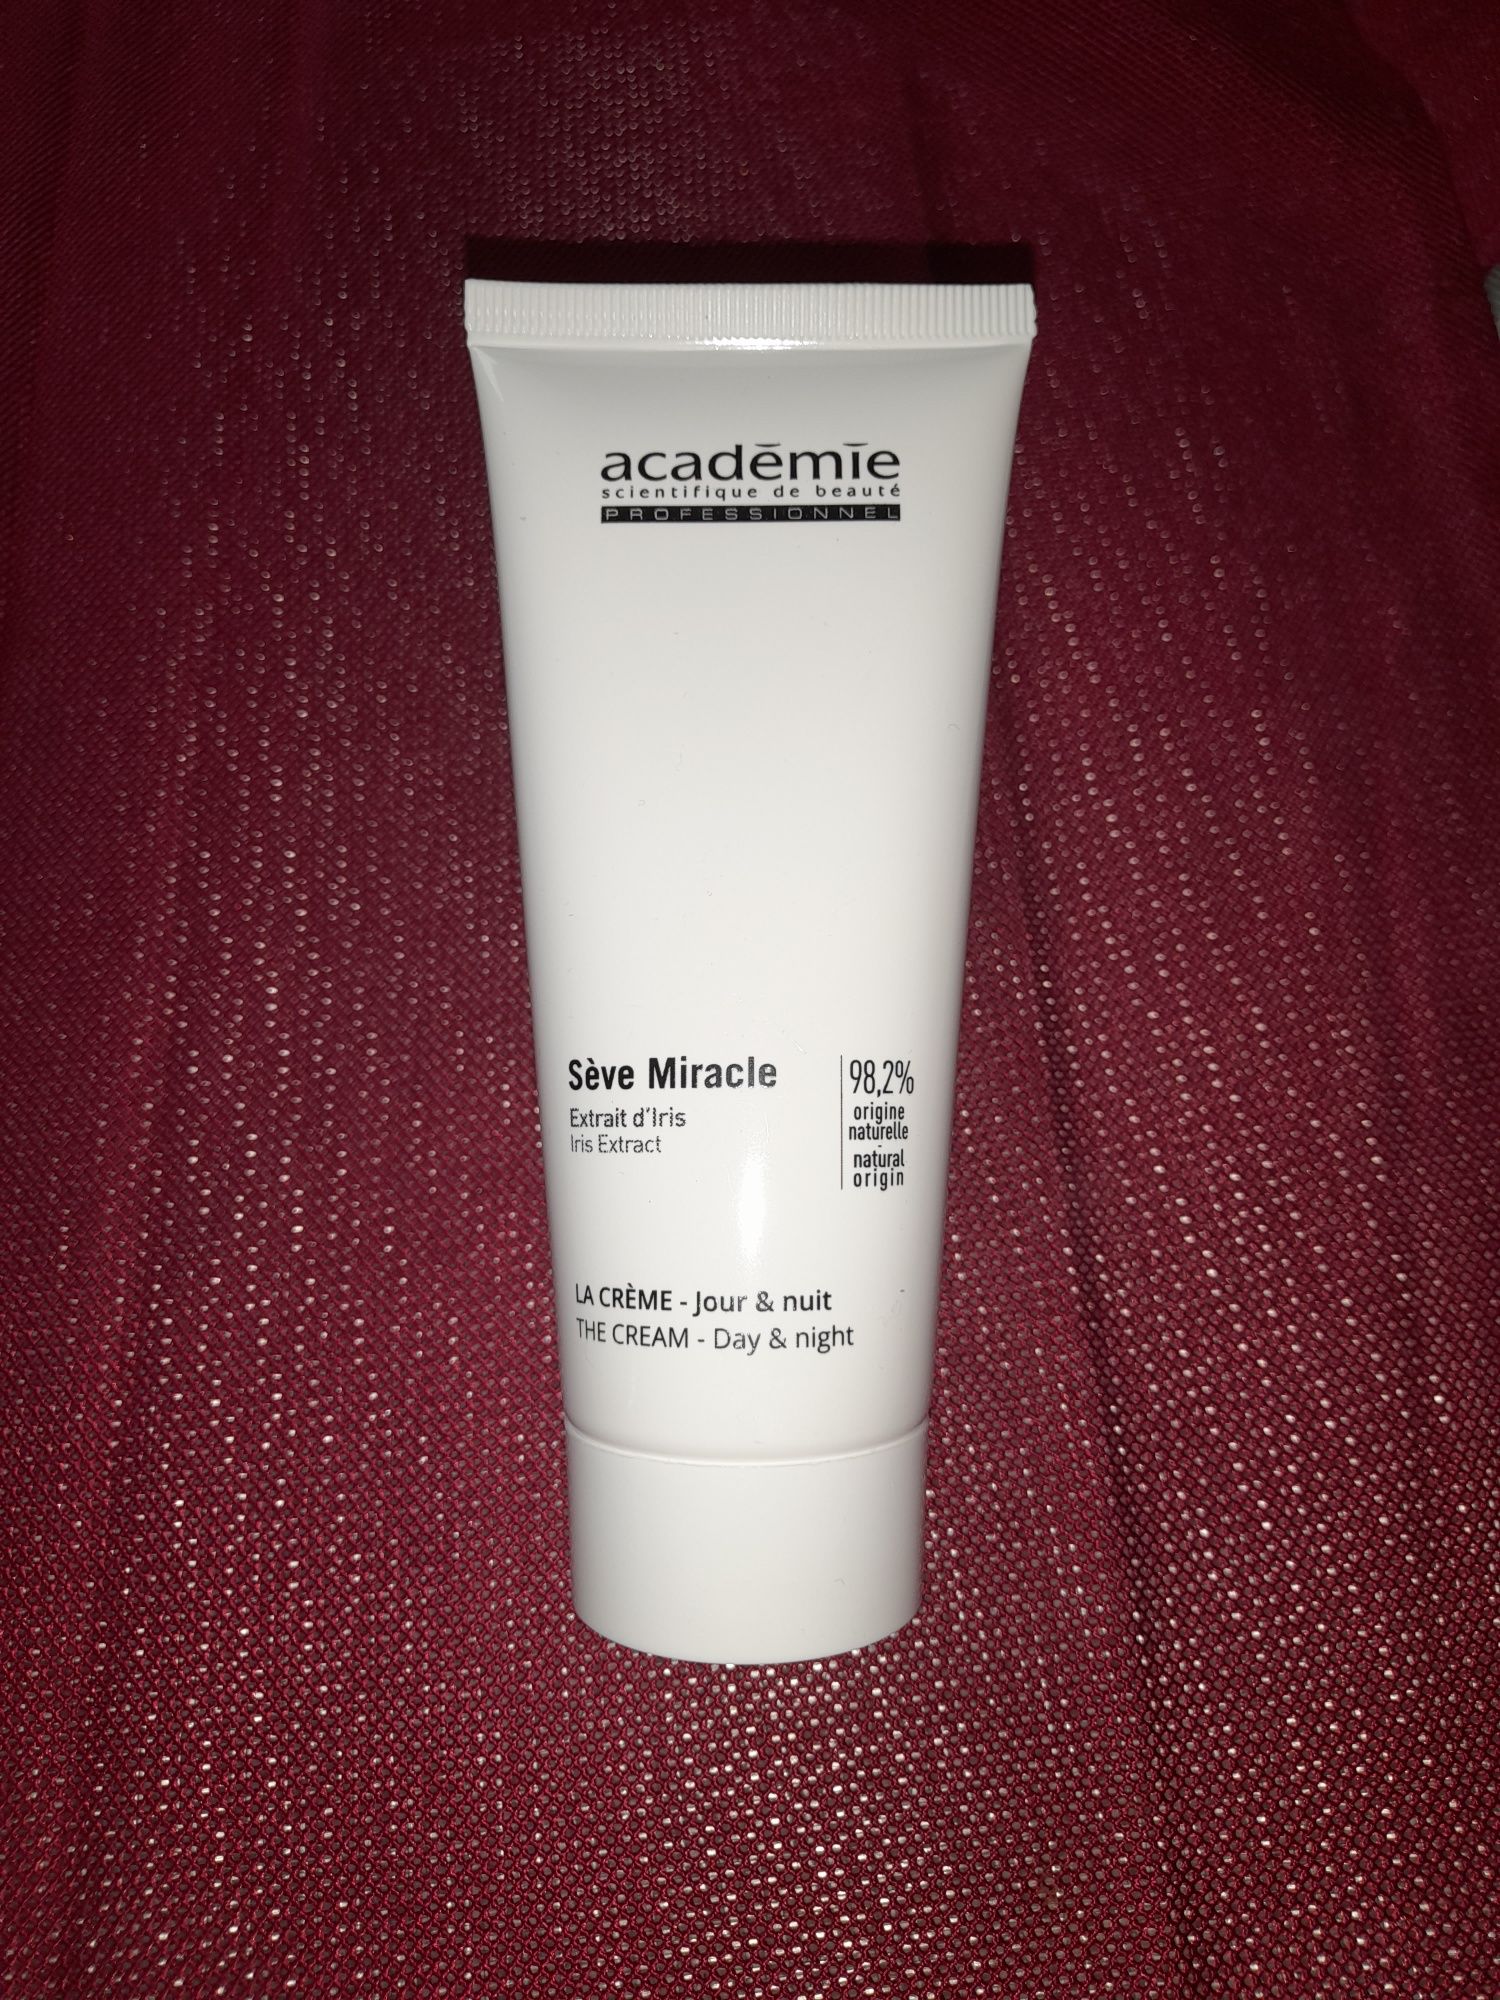 académie
scientifique de beauté
PROFESSIONNEL
Sève Miracle
Extrait d'Iris
Iris Extract
98,2%
origine
naturelle
-
natural
origin
LA CRÈME - Jour & nuit
THE CREAM - Day & night